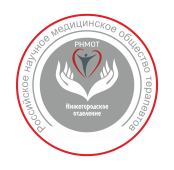 Российское научное медицинское общество терапевтов
РНМОТ
Нижегородское
отделение